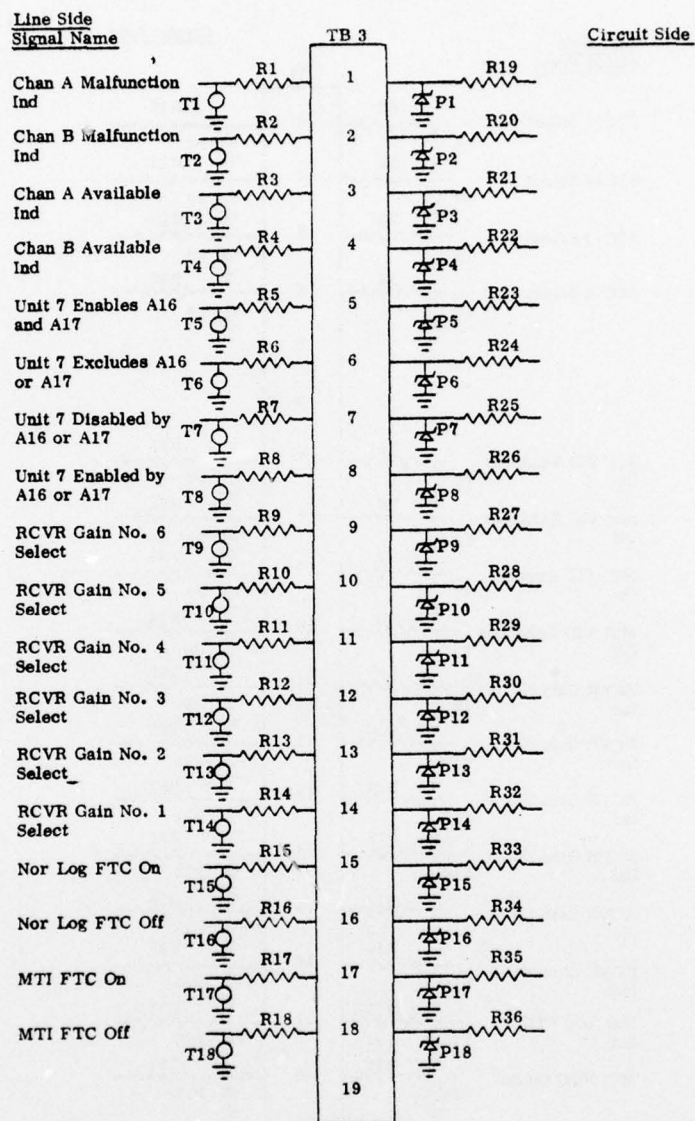 Line Side
Signal Name
TB 3
Circuit Side
Chan A Malfunction
Ind
T1
R1
1
R19
P1
Chan B Malfunction
Ind
T2
R2
2
R20
P2
Chan A Available
Ind
T3
R3
3
R21
P3
Chan B Available
Ind
T4
R4
4
R22
P4
Unit 7 Enables A16
and A17
T5
R5
5
R23
P5
Unit 7 Excludes A16
or A17
T6
R6
6
R24
P6
Unit 7 Disabled by
A16 or A17
T7
R7
7
R25
P7
Unit 7 Enabled by
A16 or A17
T8
R8
8
R26
P8
RCVR Gain No. 6
Select
T9
R9
9
R27
P9
RCVR Gain No. 5
Select
T10
R10
10
R28
P10
RCVR Gain No. 4
Select
T11
R11
11
R29
P11
RCVR Gain No. 3
Select
T12
R12
12
R30
P12
RCVR Gain No. 2
Select
T13
R13
13
R31
P13
RCVR Gain No. 1
Select
T14
R14
14
R32
P14
Nor Log FTC On
T15
R15
15
R33
P15
Nor Log FTC Off
T16
R16
16
R34
P16
MTI FTC On
T17
R17
17
R35
P17
MTI FTC Off
T18
R18
18
R36
P18
19